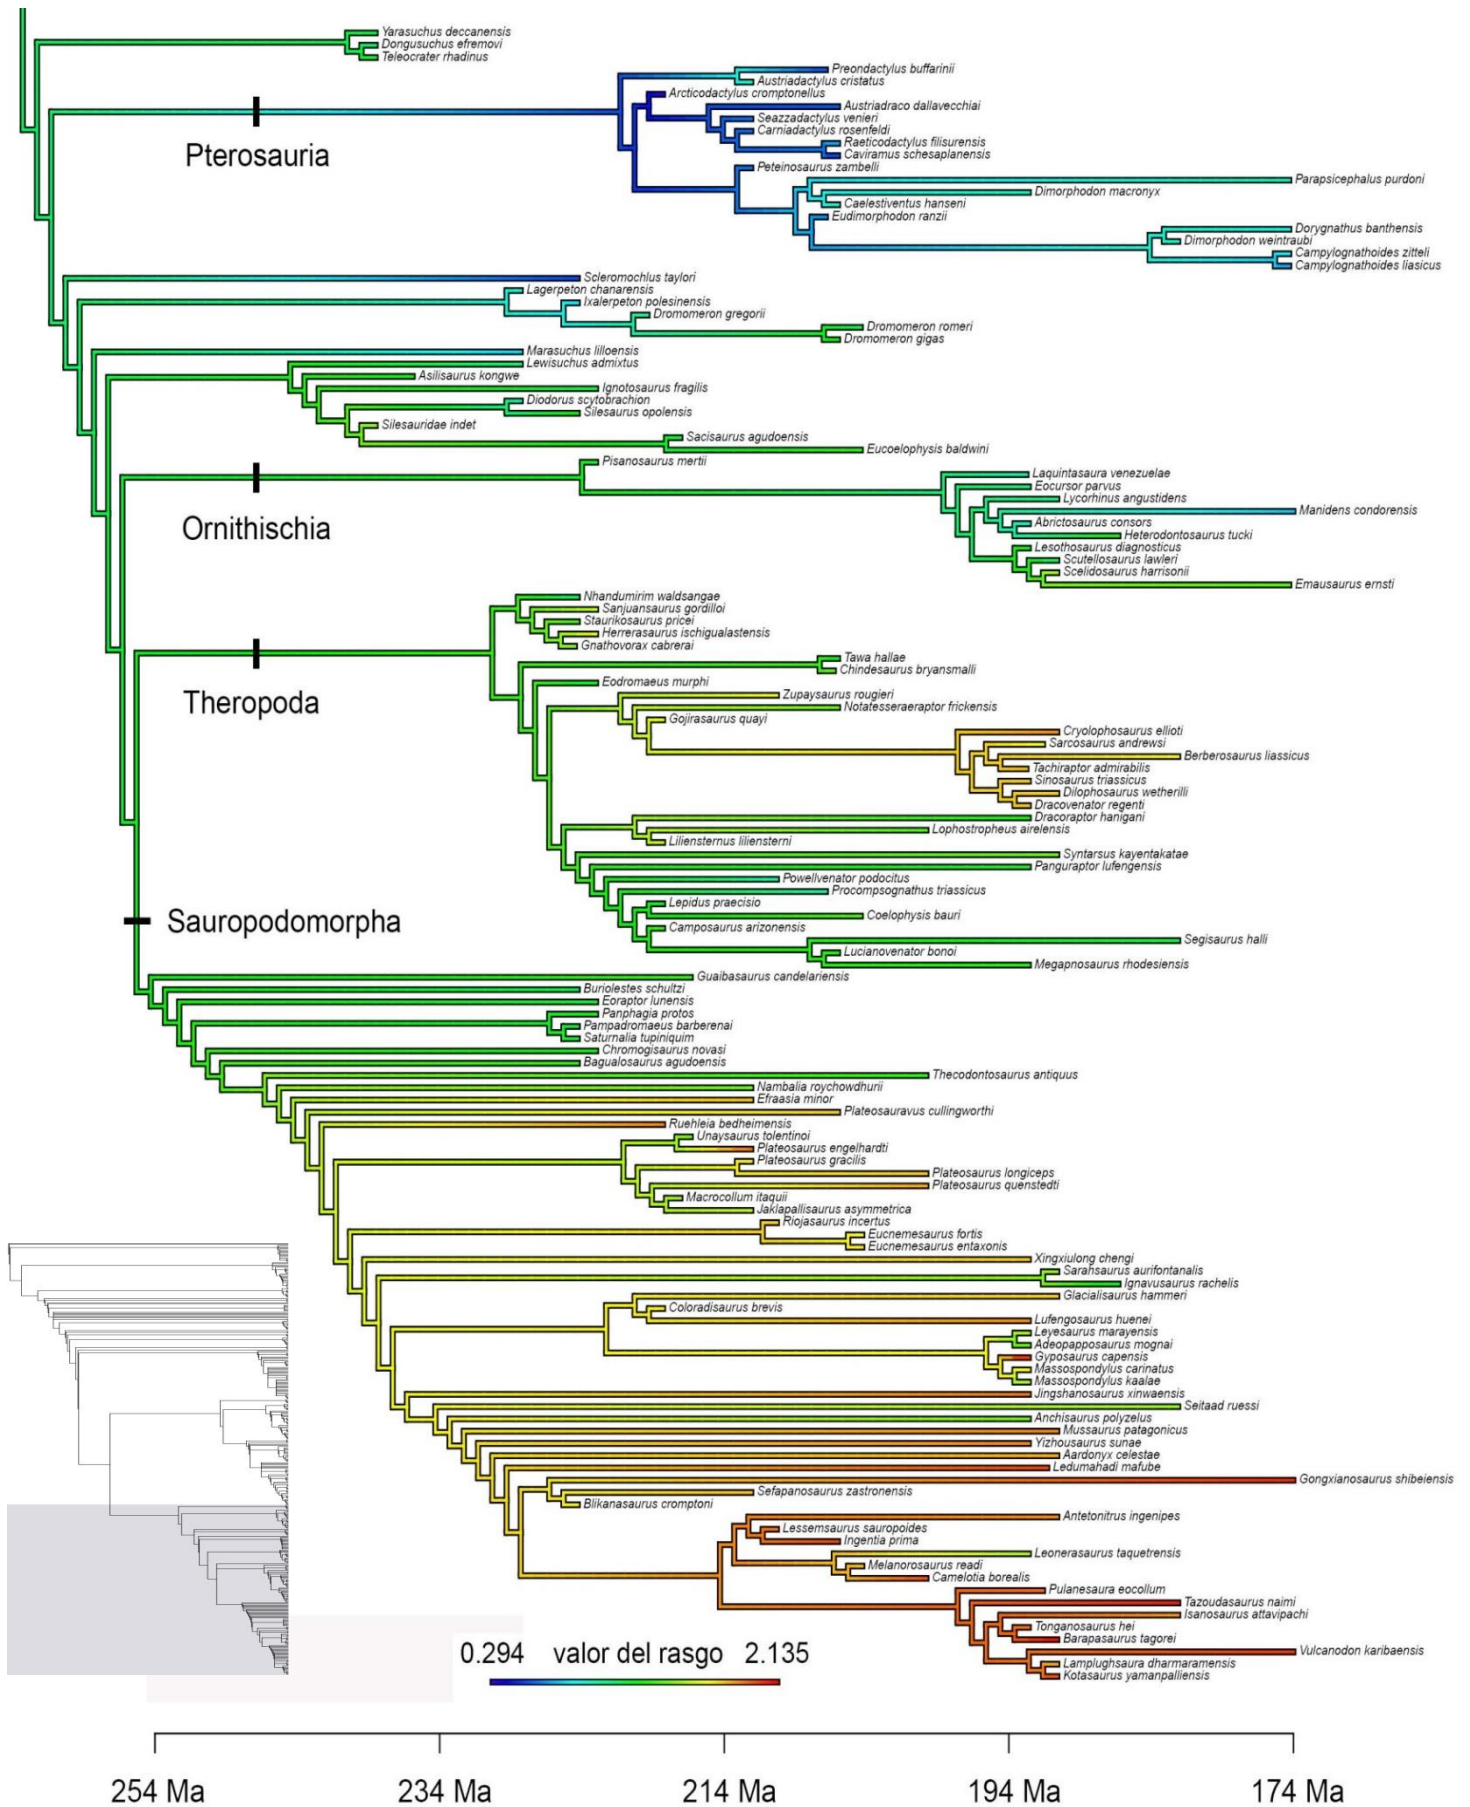 Yarasuchus deccanensis
Dongusuchus efremovi
Teleocrater rhadinus
Preondactylus buffarinii
Austriadactylus cristatus
Arcticodactylus cromptonellus
Austriadraco dallavecchiai
Seazzadactylus venieri
Carniadactylus rosenfeldi
Raeticodactylus filisurensis
Caviramus schesaplanensis
Pterosauria
Peteinosaurus zambelli
Parapsicephalus purdoni
Dimorphodon macronyx
Caelestiventus hanseni
Eudimorphodon ranzii
Dorygnathus banthensis
Dimorphodon weintraubi
Campylognathoides zitteli
Campylognathoides liasicus
Scleromochlus taylori
Lagerpeton chanarensis
Ixalerpeton polesinensis
Dromomeron gregorii
Dromomeron romeri
Dromomeron gigas
Marasuchus lilloensis
Lewisuchus admixtus
Asilisaurus kongwe
Ignotosaurus fragilis
Diodorus scytobrachion
Silesaurus opolensis
Silesauridae indet
Sacisaurus agudoensis
Eucoelophysis baldwini
Pisanosaurus mertii
Laquintasaura venezuelae
Eocursor parvus
Lycorhinus angustidens
Manidens condorensis
Abrictosaurus consors
Ornithischia
Heterodontosaurus tucki
Lesothosaurus diagnosticus
Scutellosaurus lawleri
Scelidosaurus harrisonii
Emausaurus ernsti
Nhandumirim waldsangae
Sanjuansaurus gordilloi
Staurikosaurus pricei
Herrerasaurus ischigualastensis
Gnathovorax cabrerai
Tawa hallae
Chindesaurus bryansmalli
Eodromaeus murphi
Zupaysaurus rougieri
Theropoda
Notatesseraeraptor frickensis
Gojirasaurus quayi
Cryolophosaurus ellioti
Sarcosaurus andrewsi
Berberosaurus liassicus
Tachiraptor admirabilis
Sinosaurus triassicus
Dilophosaurus wetherilli
Dracovenator regenti
Dracoraptor hanigani
Lophostropheus airelensis
Liliensternus liliensterni
Syntarsus kayentakatae
Panguraptor lufengensis
Powellvenator podocitus
Procompsognathus triassicus
Lepidus praecisio
Coelophysis bauri
Sauropodomorpha
Camposaurus arizonensis
Segisaurus halli
Lucianovenator bonoi
Megapnosaurus rhodesiensis
Guaibasaurus candelariensis
Buriolestes schultzi
Eoraptor lunensis
Panphagia protos
Pampadromaeus barberenai
Saturnalia tupiniquim
Chromogisaurus novasi
Bagualosaurus agudoensis
Thecodontosaurus antiquus
Nambalia roychowdhurii
Efraasia minor
Plateosauravus cullingworthi
Ruehleia bedheimensis
Unaysaurus tolentinoi
Plateosaurus engelhardti
Plateosaurus gracilis
Plateosaurus longiceps
Plateosaurus quenstedti
Macrocollum itaquii
Jaklapallisaurus asymmetrica
Riojasaurus incertus
Eucnemesaurus fortis
Eucnemesaurus entaxonis
Xingxiulong chengi
Sarahsaurus aurifontanalis
Ignavusaurus rachelis
Glacialisaurus hammeri
Coloradisaurus brevis
Lufengosaurus huenei
Leyesaurus marayensis
Adeopapposaurus mognai
Gyposaurus capensis
Massospondylus carinatus
Massospondylus kaalae
Jingshanosaurus xinwaensis
Seitaad ruessi
Anchisaurus polyzelus
Mussaurus patagonicus
Yizhousaurus sunae
Aardonyx celestae
Ledumahadi mafube
Gongxianosaurus shibeiensis
Sefapanosaurus zastronensis
Blikanasaurus cromptoni
Antetonitrus ingenipes
Lessemsaurus sauropoides
Ingentia prima
Leonerasaurus taquetrensis
Melanorosaurus readi
Camelotia borealis
Pulanesaura eocollum
Tazoudasaurus naimi
Isanosaurus attavipachi
Tonganosaurus hei
Barapasaurus tagorei
Vulcanodon karibaensis
Lamplughsaura dharmaramensis
Kotasaurus yamanpalliensis
0.294 valor del rasgo 2.135
254 Ma 234 Ma 214 Ma 194 Ma 174 Ma